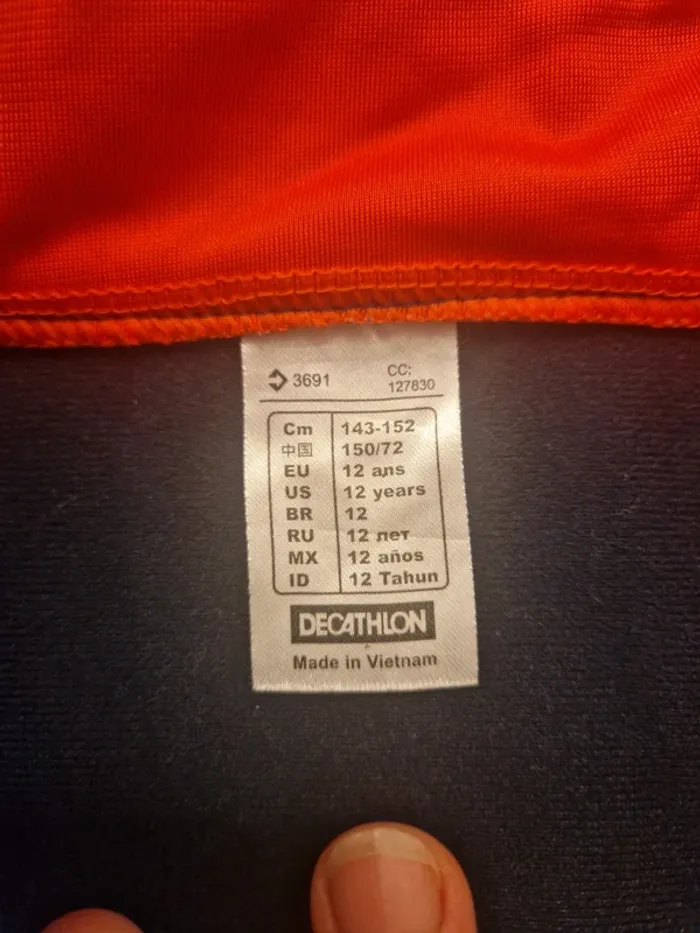 3691 CC:
127830
Cm 143-152
中国 150/72
EU 12 ans
US 12 years
BR 12
RU 12 лет
MX 12 años
ID 12 Tahun
DECATHLON
Made in Vietnam